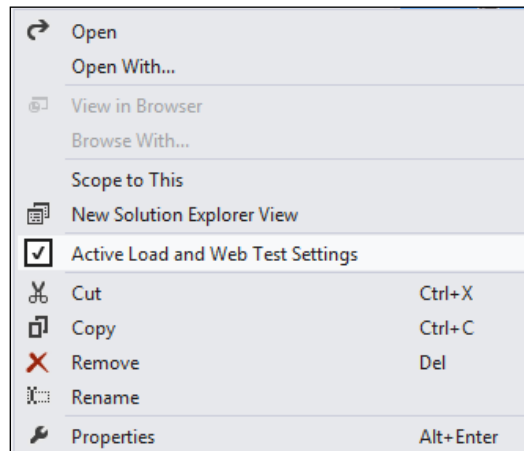 Open
Open With...
View in Browser
Browse With...
Scope to This
New Solution Explorer View
Active Load and Web Test Settings
Cut Ctrl+X
Copy Ctrl+C
Remove Del
Rename
Properties Alt+Enter